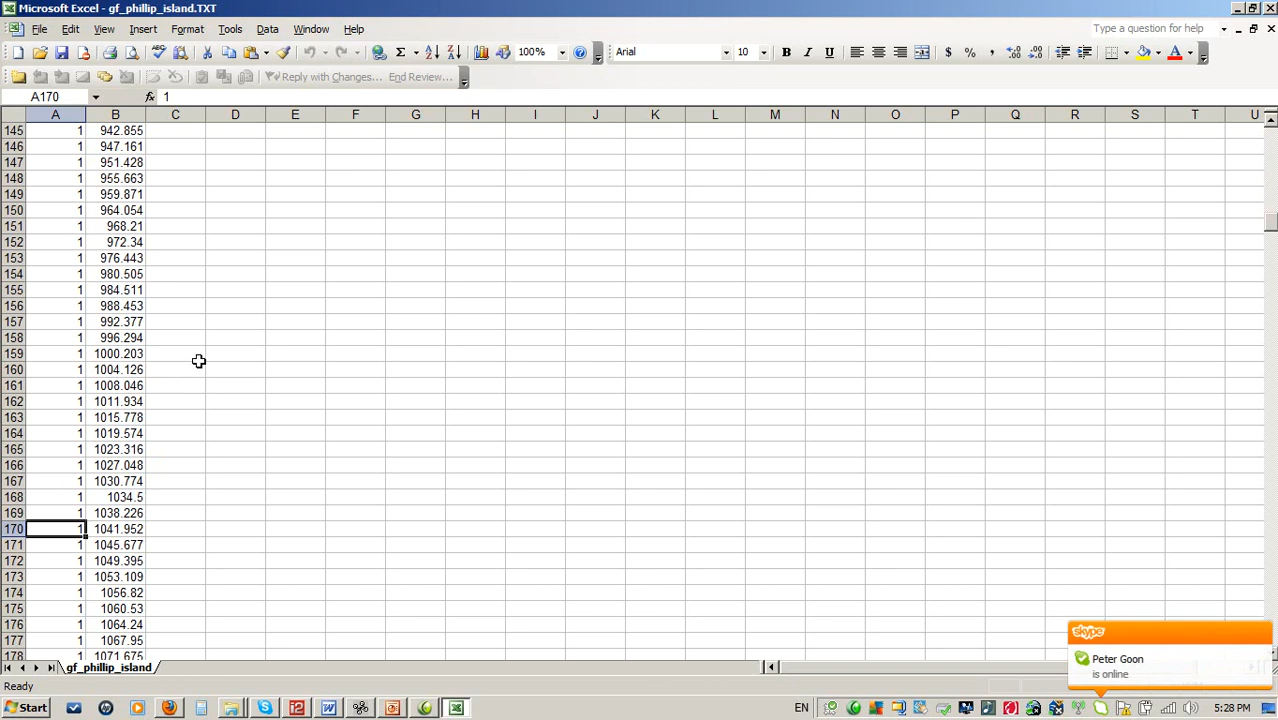 Microsoft Excel - gf_phillip_island.TXT
File Edit View Insert Format Tools Data Window Help Type a question for help
100% Arial 10 B I U $ % ,
Reply with Changes... End Review...
A170 fx 1
A B C D E F G H I J K L M N O P Q R S T U
145 1 942.855
146 1 947.161
147 1 951.428
148 1 955.663
149 1 959.871
150 1 964.054
151 1 968.21
152 1 972.34
153 1 976.443
154 1 980.505
155 1 984.511
156 1 988.453
157 1 992.377
158 1 996.294
159 1 1000.203
160 1 1004.126
161 1 1008.046
162 1 1011.934
163 1 1015.778
164 1 1019.574
165 1 1023.316
166 1 1027.048
167 1 1030.774
168 1 1034.5
169 1 1038.226
170 1 1041.952
171 1 1045.677
172 1 1049.395
173 1 1053.109
174 1 1056.82
175 1 1060.53
176 1 1064.24
177 1 1067.95
178 1 1071.675
skype
Peter Goon
is online
gf_phillip_island
Ready
Start EN 5:28 PM